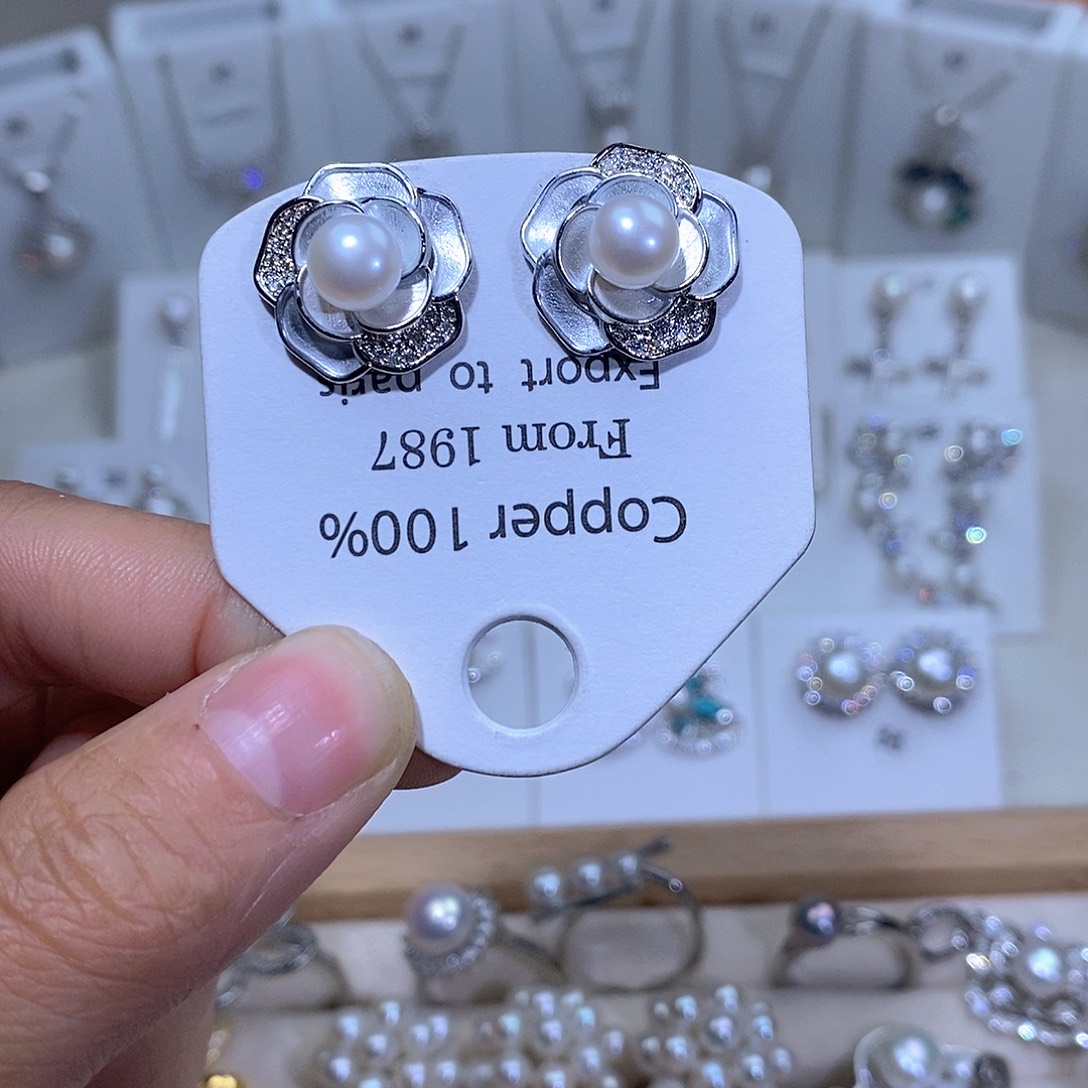 Copper 100%
From 1987
Export to paris